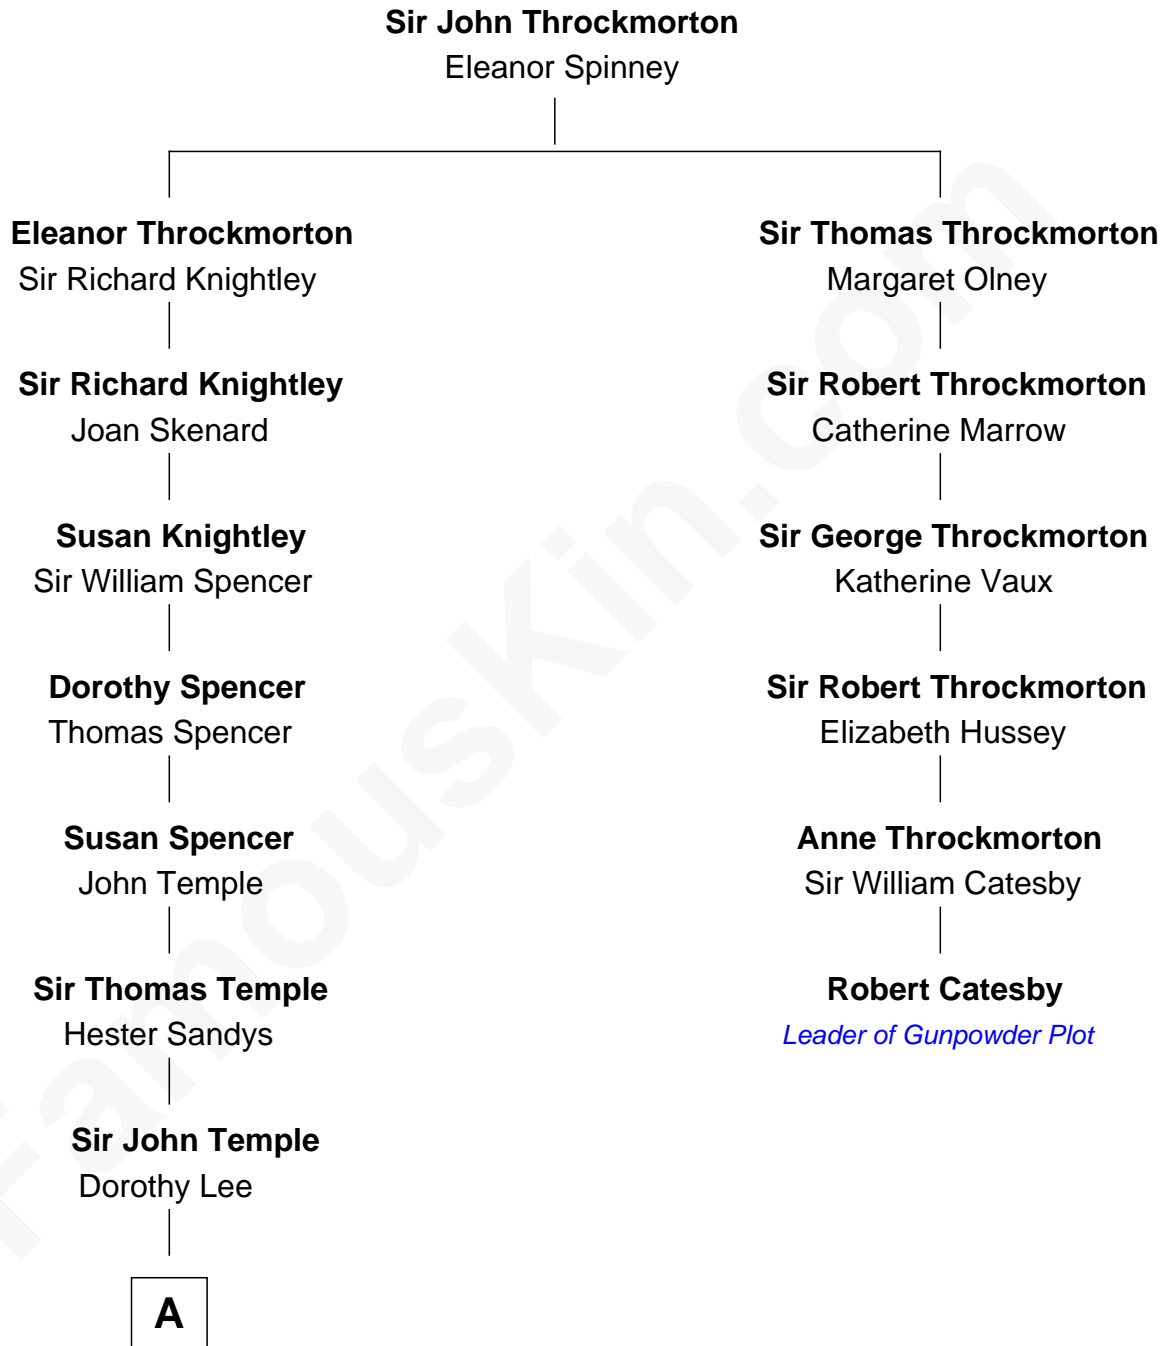 Sir John Throckmorton
Eleanor Spinney
Eleanor Throckmorton
Sir Richard Knightley
Sir Thomas Throckmorton
Margaret Olney
Sir Richard Knightley
Joan Skenard
Sir Robert Throckmorton
Catherine Marrow
Susan Knightley
Sir William Spencer
Sir George Throckmorton
Katherine Vaux
Dorothy Spencer
Thomas Spencer
Sir Robert Throckmorton
Elizabeth Hussey
Susan Spencer
John Temple
Anne Throckmorton
Sir William Catesby
Sir Thomas Temple
Hester Sandys
Robert Catesby
Leader of Gunpowder Plot
Sir John Temple
Dorothy Lee
A
FamousKin.com